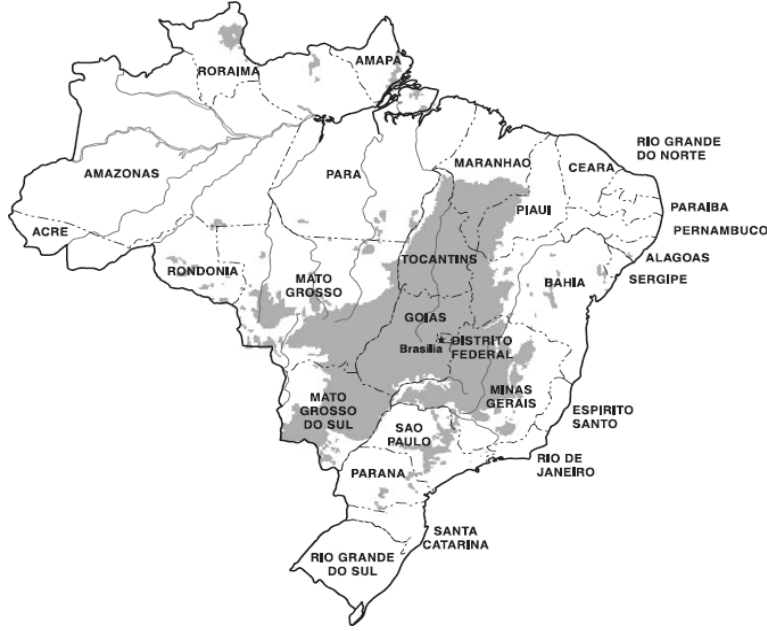 RORAIMA
AMAPÁ
RIO GRANDE
DO NORTE
AMAZONAS
PARA
MARANHAO
CEARA
PIAUI
PARAIBA
PERNAMBUCO
ACRE
ALAGOAS
SERGIPE
RONDONIA
MATO
GROSSO
TOCANTINS
BAHIA
GOIAS
Brasília
DISTRITO
FEDERAL
MATO
GROSSO
DO SUL
MINAS
GERAIS
ESPIRITO
SANTO
SAO
PAULO
RIO DE
JANEIRO
PARANA
SANTA
CATARINA
RIO GRANDE
DO SUL